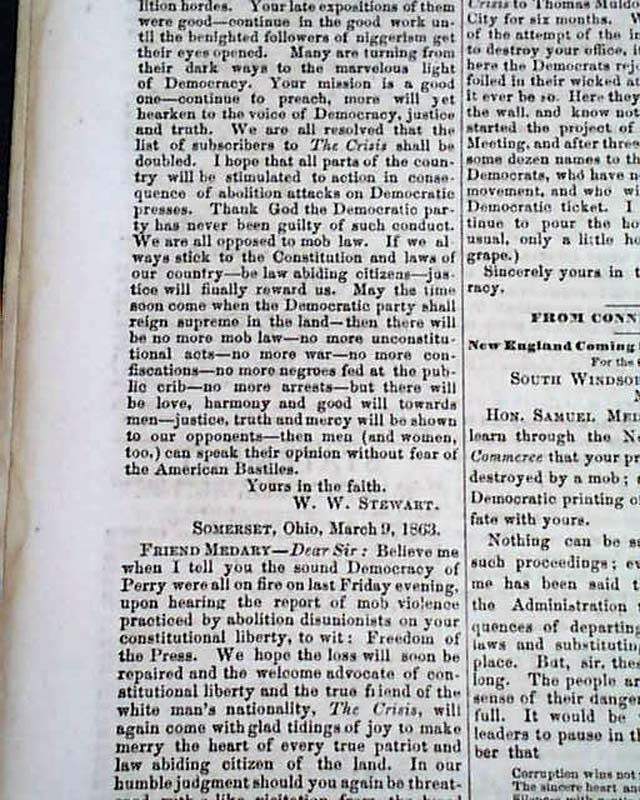 lition hordes. Your late expositions of them
were good—continue in the good work un-
til the benighted followers of niggerism get
their eyes opened. Many are turning from
their dark ways to the marvelous light
of Democracy. Your mission is a good
one—continue to preach, more will yet
hearken to the voice of Democracy, justice
and truth. We are all resolved that the
list of subscribers to The Crisis shall be
doubled. I hope that all parts of the coun-
try will be stimulated to action in conse-
quence of abolition attacks on Democratic
presses. Thank God the Democratic par-
ty has never been guilty of such conduct.
We are all opposed to mob law. If we al-
ways stick to the Constitution and laws of
our country—be law abiding citizens—jus-
tice will finally reward us. May the time
soon come when the Democratic party shall
reign supreme in the land—then there will
be no more mob law—no more unconstitu-
tional acts—no more war—no more con-
fiscations—no more negroes fed at the pub-
lic crib—no more arrests—but there will
be love, harmony and good will towards
men—justice, truth and mercy will be shown
to our opponents—then men (and women,
too,) can speak their opinion without fear of
the American Bastiles.
Yours in the faith.
W. W. STEWART.
SOMERSET, Ohio, March 9, 1863.
FRIEND MEDARY—Dear Sir: Believe me
when I tell you the sound Democracy of
Perry were all on fire on last Friday evening,
upon hearing the report of mob violence
practiced by abolition disunionists on your
constitutional liberty, to wit: Freedom of
the Press. We hope the loss will soon be
repaired and the welcome advocate of con-
stitutional liberty and the true friend of the
white man's nationality, The Crisis, will
again come with glad tidings of joy to make
merry the heart of every true patriot and
law abiding citizen of the land. In our
humble judgment should you again be threat-
Crisis to Thomas Muldo
City for six months. W
of the attempt of the in
to destroy your office, i
here the Democrats rej
foiled in their wicked at
it ever be so. Here they
the wall, and know not
started the project of
Meeting, and after three
some dozen names to th
Democrats, who have n
movement, and who wi
Democratic ticket. I
tinue to pour the ho
usual, only a little h
grape.)
Sincerely yours in
racy.
FROM CONN
New England Coming
For the
SOUTH WINDSO
HON. SAMUEL MED
learn through the N
Commerce that your pr
destroyed by a mob;
Democratic printing o
fate with yours.
Nothing can be s
such proceedings; ev
me has been said t
the Administration
quences of departing
laws and substituting
place. But, sir, the
long. The people ar
sense of their danger
full. It would be
leaders to pause in th
ber that
Corruption wins not
The sincere heart an